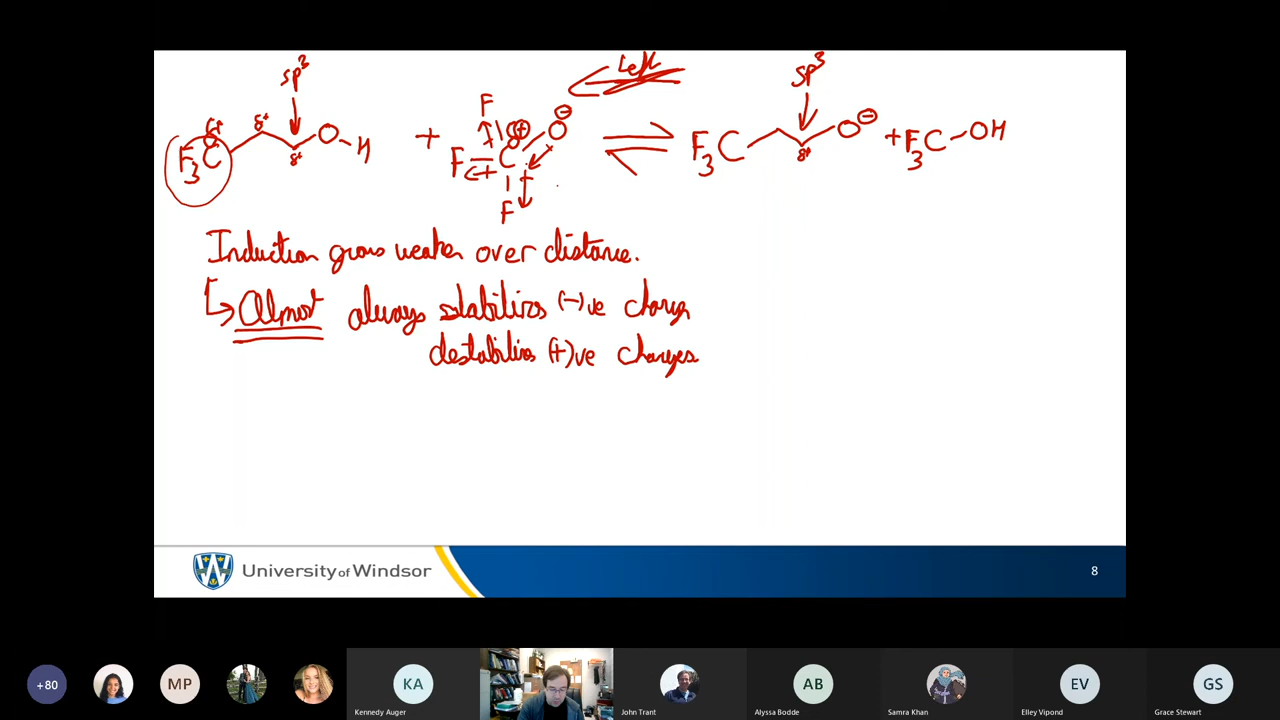 Left
sp³ sp³
F
F₃C δ+ δ+ δ+ O H + F C ⊕ O ⊖ ⇌ F₃C δ+ O ⊖ + F₃C OH
F
Induction grows weaker over distance.
↳ Almost always stabilizes (-)ve charge
destabilizes (+)ve charges
University of Windsor
8
+80 MP KA AB EV GS
Kennedy Auger John Trant Alyssa Bodde Samra Khan Elley Vipond Grace Stewart